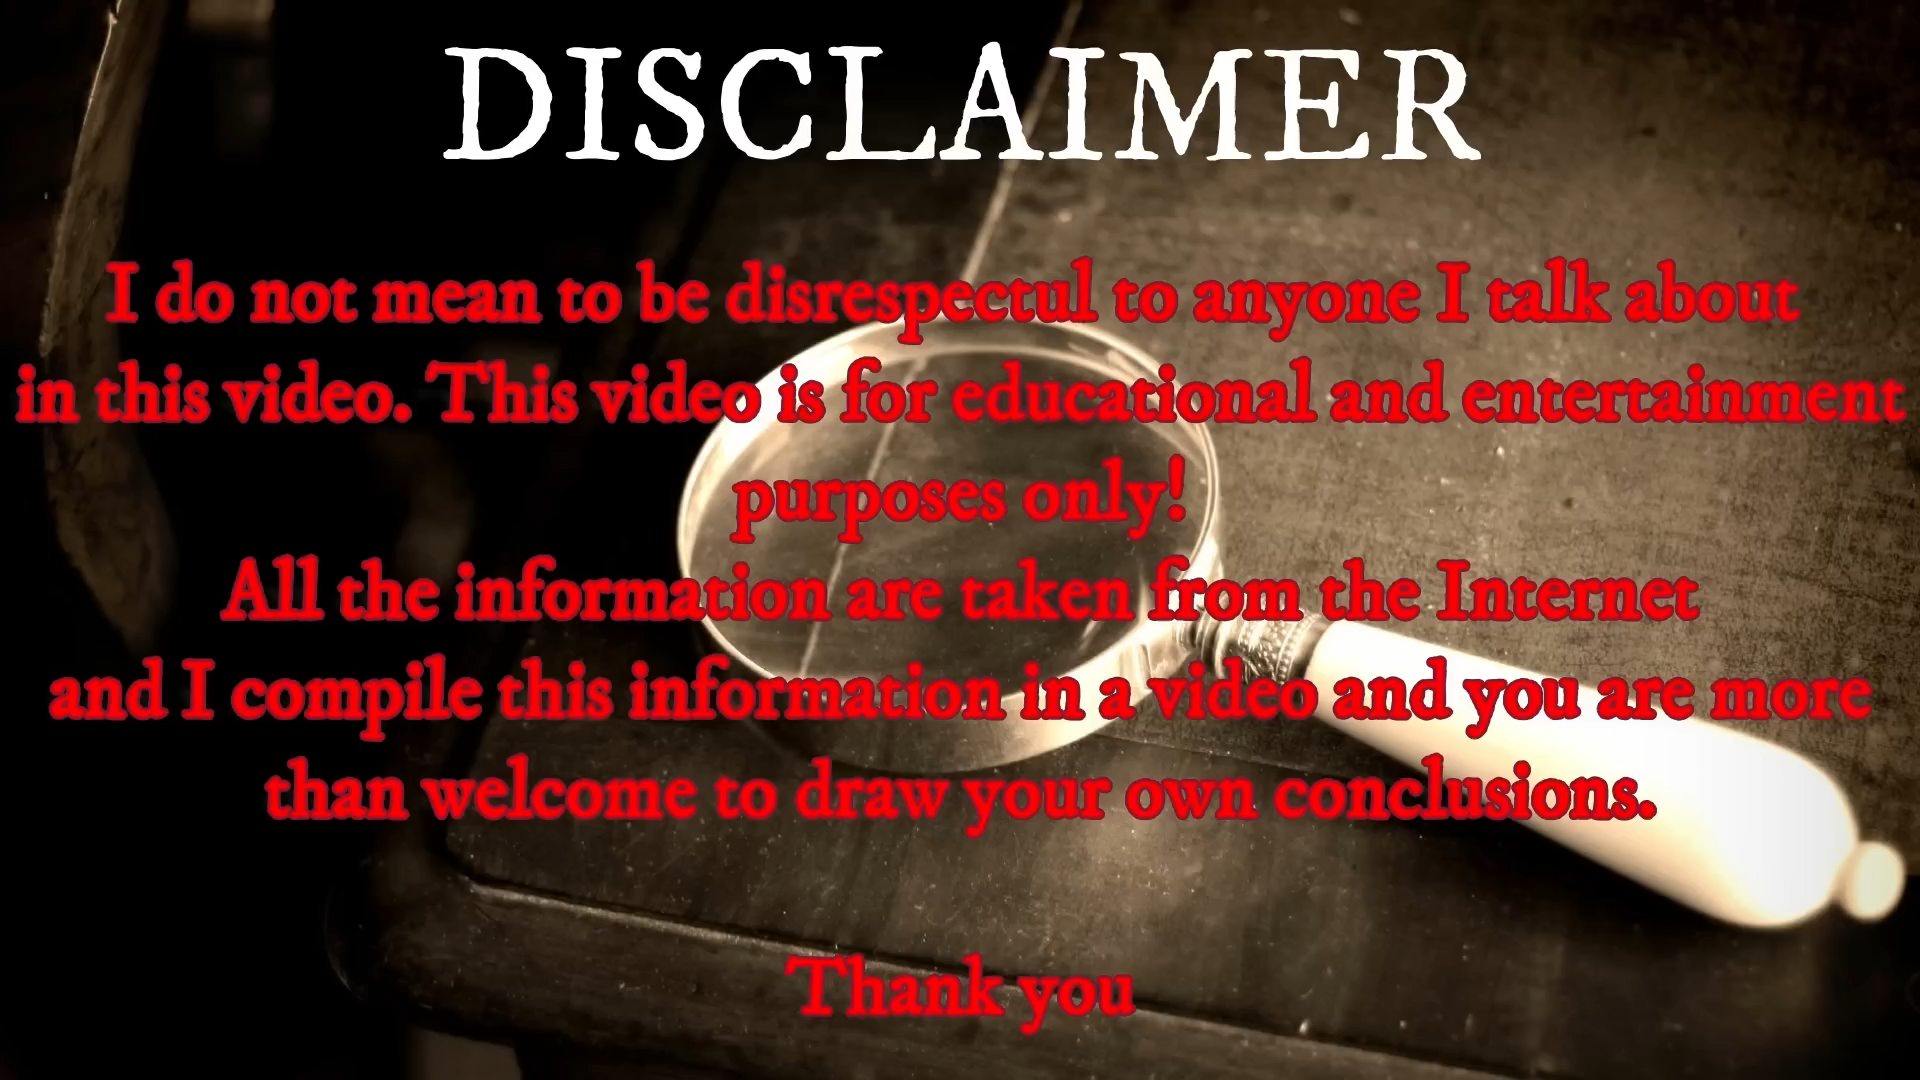 DISCLAIMER
I do not mean to be disrespectul to anyone I talk about
in this video. This video is for educational and entertainment
purposes only!
All the information are taken from the Internet
and I compile this information in a video and you are more
than welcome to draw your own conclusions.
Thank you